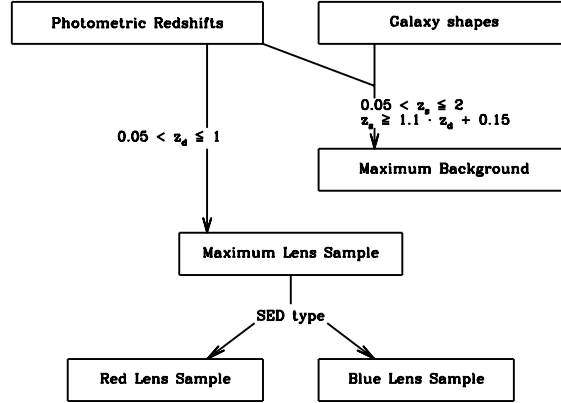 Photometric Redshifts
Galaxy shapes
0.05 < z_s ≤ 2
z_s ≥ 1.1 · z_d + 0.15
0.05 < z_d ≤ 1
Maximum Background
Maximum Lens Sample
SED type
Red Lens Sample
Blue Lens Sample